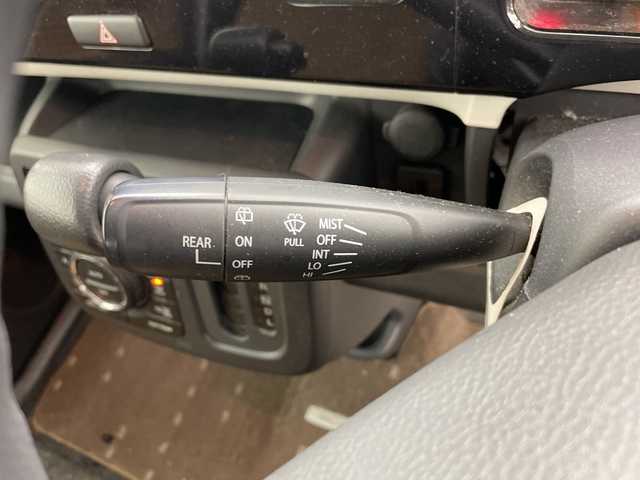 REAR
ON
OFF
PULL
MIST
OFF
INT
LO
HI